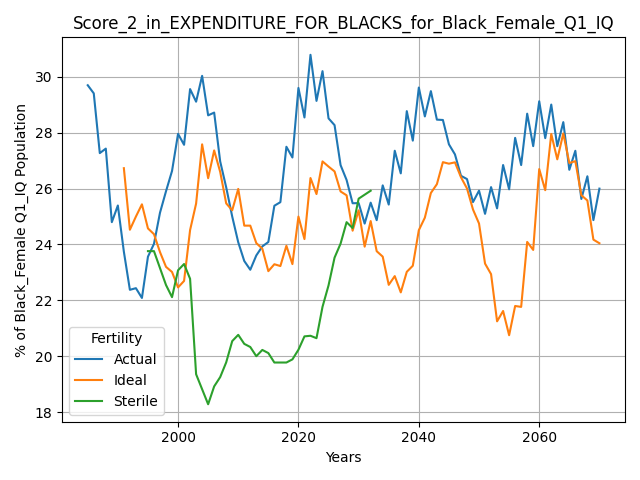 Score_2_in_EXPENDITURE_FOR_BLACKS_for_Black_Female_Q1_IQ
% of Black_Female Q1_IQ Population
30
28
26
24
22
20
18
Fertility
Actual
Ideal
Sterile
2000 2020 2040 2060
Years